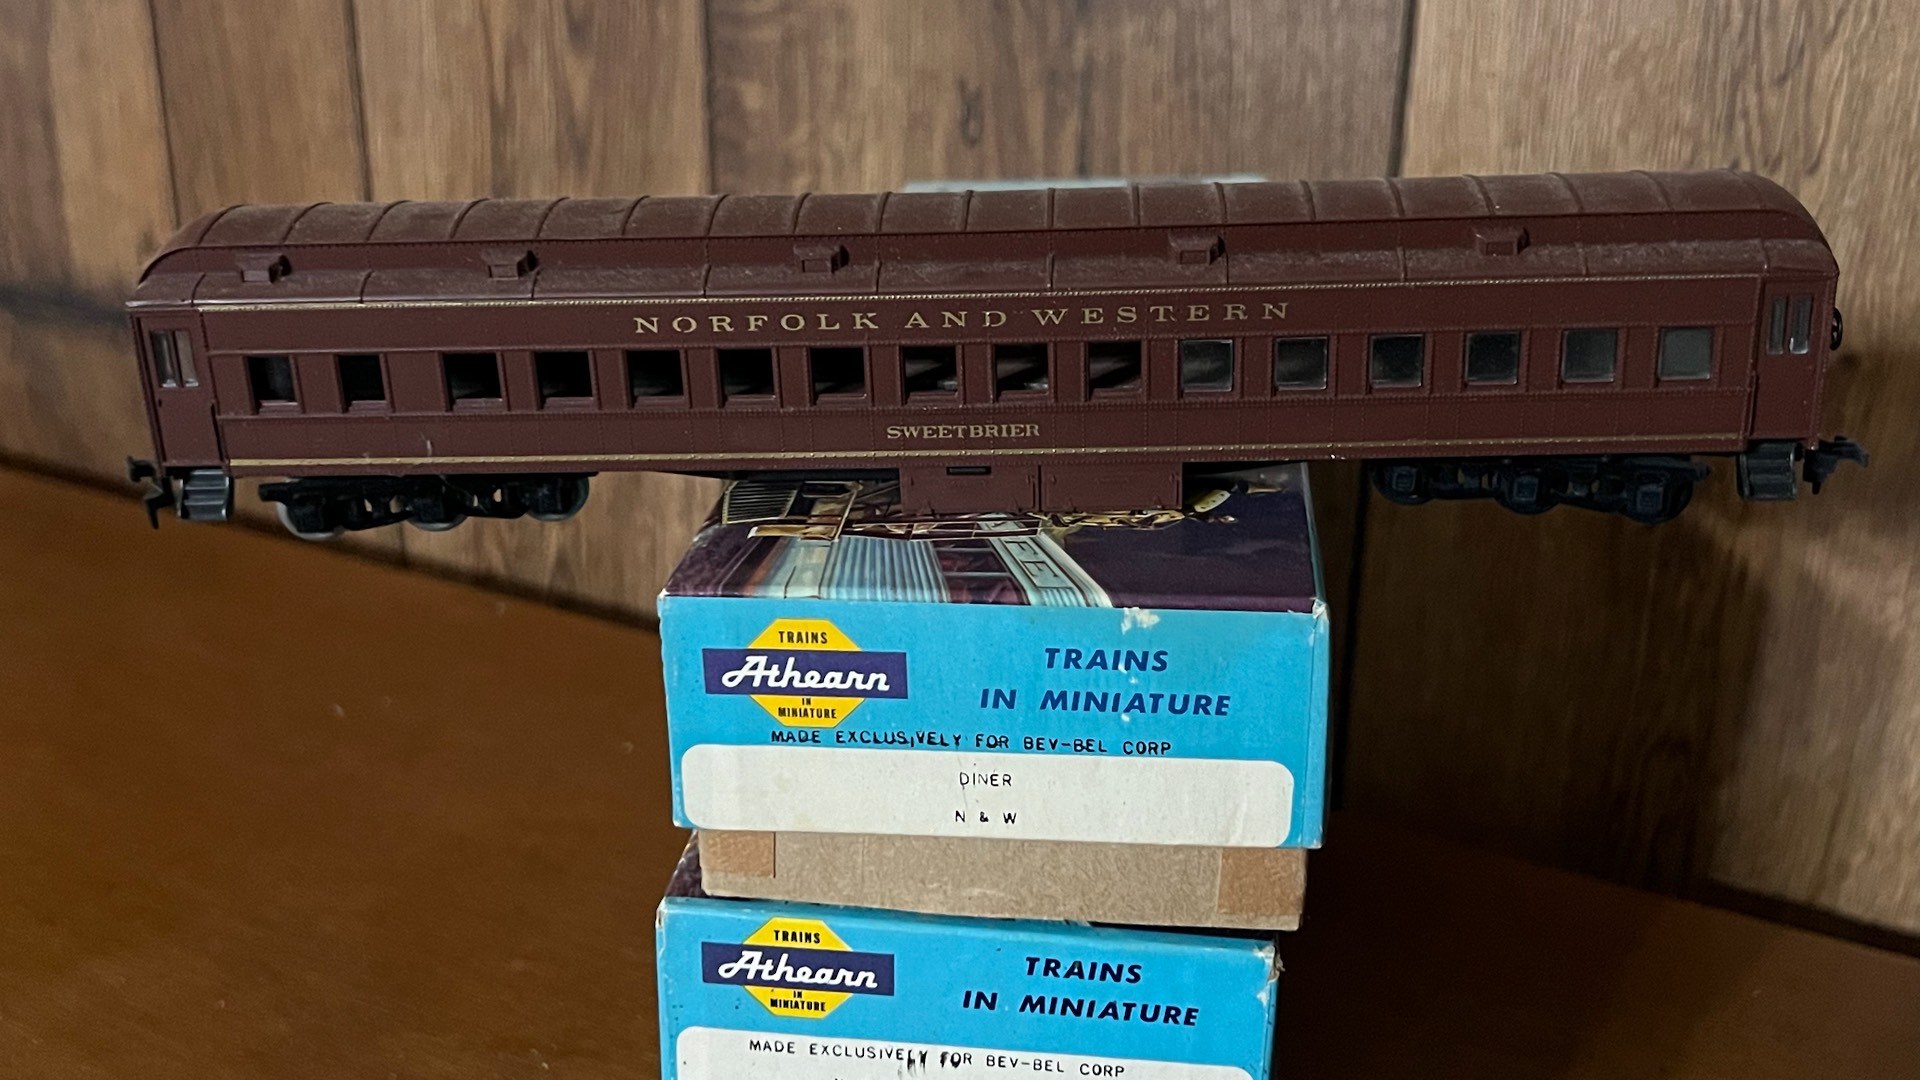 NORFOLK AND WESTERN
SWEETBRIER
TRAINS
Athearn
IN
MINIATURE
TRAINS
IN MINIATURE
MADE EXCLUSIVELY FOR BEV-BEL CORP
DINER
N & W
TRAINS
Athearn
IN
MINIATURE
TRAINS
IN MINIATURE
MADE EXCLUSIVELY FOR BEV-BEL CORP